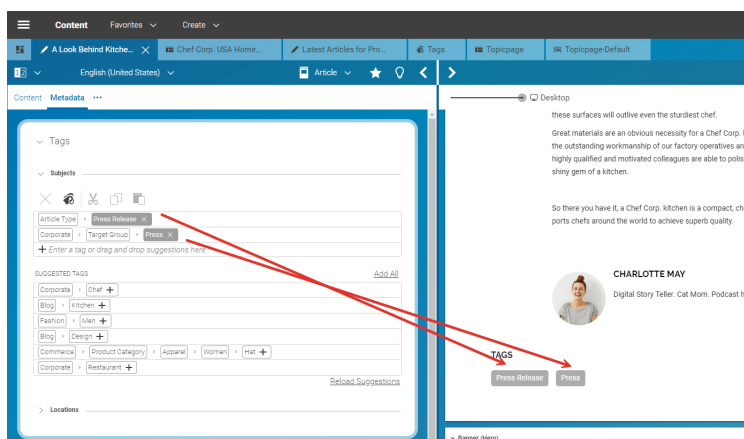 Content Favorites Create
A Look Behind Kitche... Chef Corp. USA Home... Latest Articles for Pro... Tags Topicpage Topicpage-Default
English (United States) Article
Content Metadata ...
Desktop
Tags
Subjects
Article Type Press Release
Corporate Target Group Press
Enter a tag or drag and drop suggestions here.
SUGGESTED TAGS Add All
Corporate Chef
Blog Kitchen
Fashion Men
Blog Design
Commerce Product Category Apparel Women Hat
Corporate Restaurant
Reload Suggestions
Locations
these surfaces will outlive even the sturdiest chef.
Great materials are an obvious necessity for a Chef Corp.
the outstanding workmanship of our factory operatives an
highly qualified and motivated colleagues are able to polis
shiny gem of a kitchen.
So there you have it, a Chef Corp. kitchen is a compact, ch
ports chefs around the world to achieve superb quality.
CHARLOTTE MAY
Digital Story Teller. Cat Mom. Podcast h
TAGS
Press Release Press
Banner (Hero)